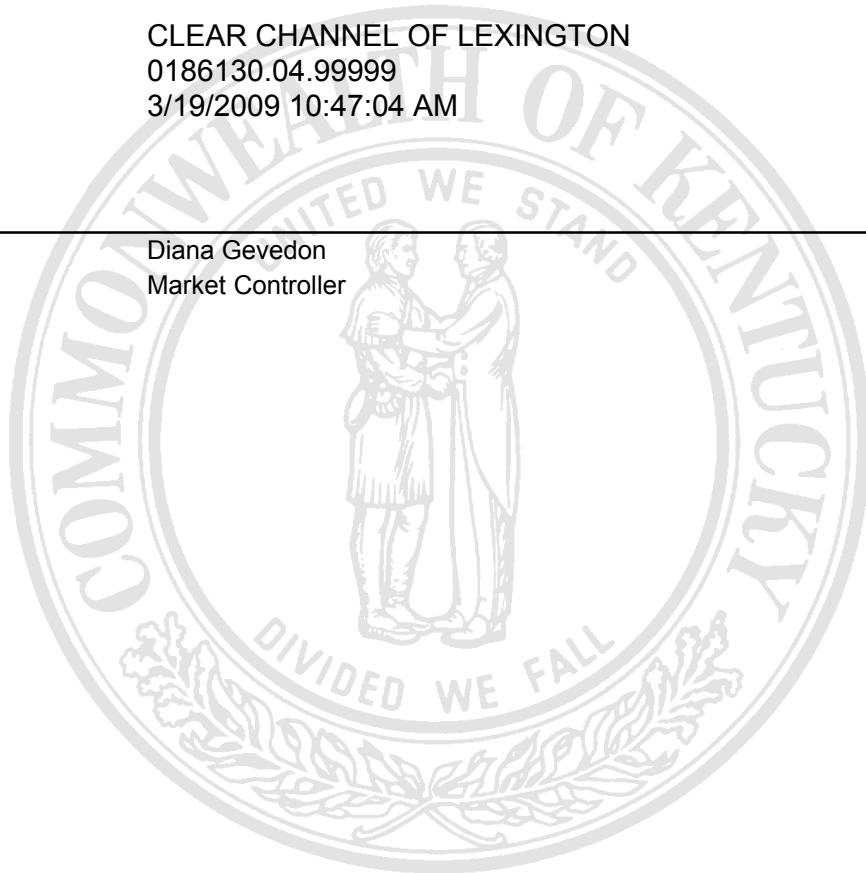 CLEAR CHANNEL OF LEXINGTON
0186130.04.99999
3/19/2009 10:47:04 AM
Diana Gevedon
Market Controller
COMMONWEALTH OF KENTUCKY
UNITED WE STAND
DIVIDED WE FALL